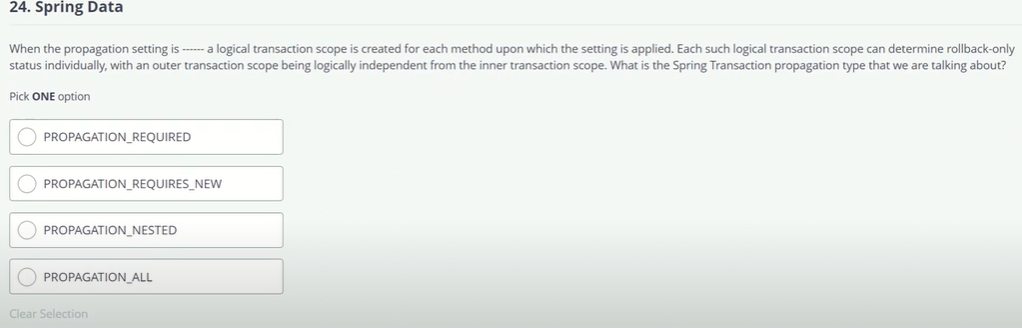 24. Spring Data
When the propagation setting is ------ a logical transaction scope is created for each method upon which the setting is applied. Each such logical transaction scope can determine rollback-only
status individually, with an outer transaction scope being logically independent from the inner transaction scope. What is the Spring Transaction propagation type that we are talking about?
Pick ONE option
PROPAGATION_REQUIRED
PROPAGATION_REQUIRES_NEW
PROPAGATION_NESTED
PROPAGATION_ALL
Clear Selection